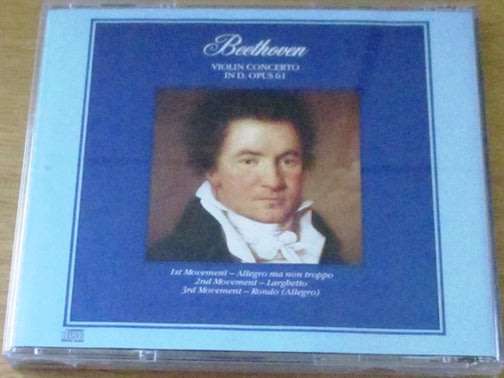 Beethoven
VIOLIN CONCERTO
IN D, OPUS 61
1st Movement – Allegro ma non troppo
2nd Movement – Larghetto
3rd Movement – Rondo (Allegro)